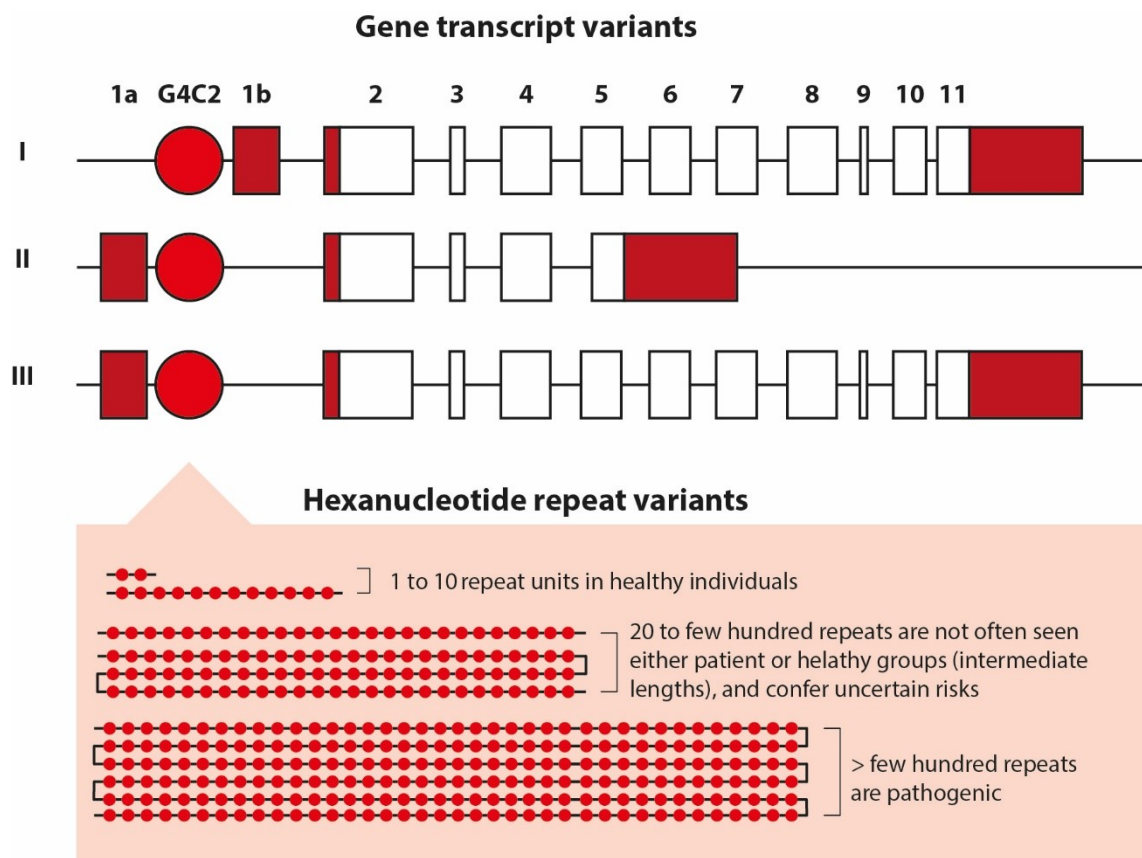 Gene transcript variants
1a G4C2 1b 2 3 4 5 6 7 8 9 10 11
I
II
III
Hexanucleotide repeat variants
1 to 10 repeat units in healthy individuals
20 to few hundred repeats are not often seen
either patient or helathy groups (intermediate
lengths), and confer uncertain risks
> few hundred repeats
are pathogenic